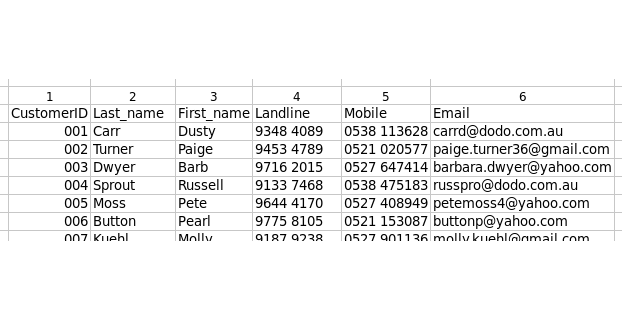 1 2 3 4 5 6
CustomerID Last_name First_name Landline Mobile Email
001 Carr Dusty 9348 4089 0538 113628 carrd@dodo.com.au
002 Turner Paige 9453 4789 0521 020577 paige.turner36@gmail.com
003 Dwyer Barb 9716 2015 0527 647414 barbara.dwyer@yahoo.com
004 Sprout Russell 9133 7468 0538 475183 russpro@dodo.com.au
005 Moss Pete 9644 4170 0527 408949 petemoss4@yahoo.com
006 Button Pearl 9775 8105 0521 153087 buttonp@yahoo.com
007 Kuehl Molly 9187 9238 0527 901136 molly.kuehl@gmail.com